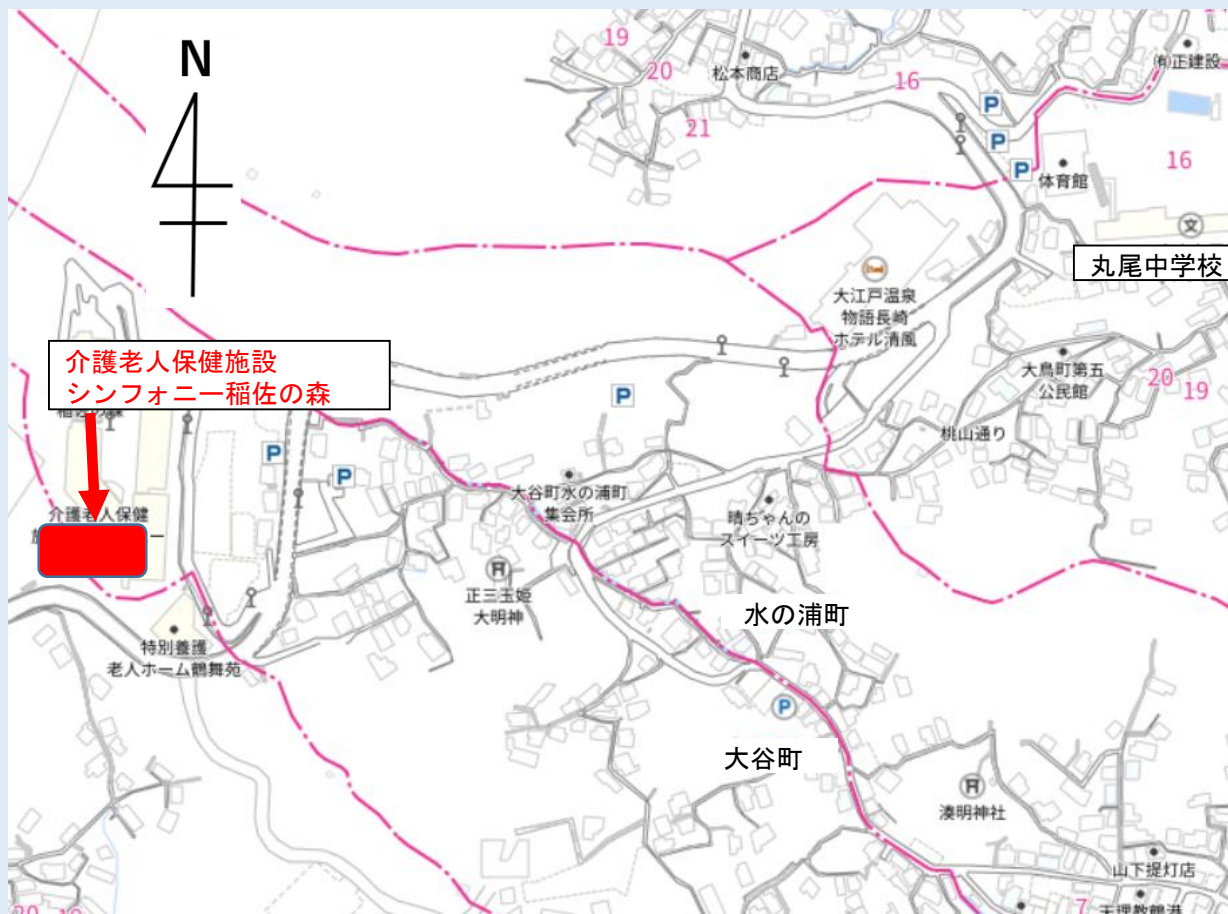 N
19
20
松本商店
16
21
㈲正建設
P
P
P
体育館
16
文
丸尾中学校
大江戸温泉
物語長崎
ホテル清風
介護老人保健施設
シンフォニー稲佐の森
P
大鳥町第五
公民館
20
19
桃山通り
P
P
大谷町水の浦町
集会所
晴ちゃんの
スイーツ工房
介護老人保健
正三玉姫
大明神
水の浦町
特別養護
老人ホーム鶴舞苑
P
大谷町
湊明神社
山下提灯店
7